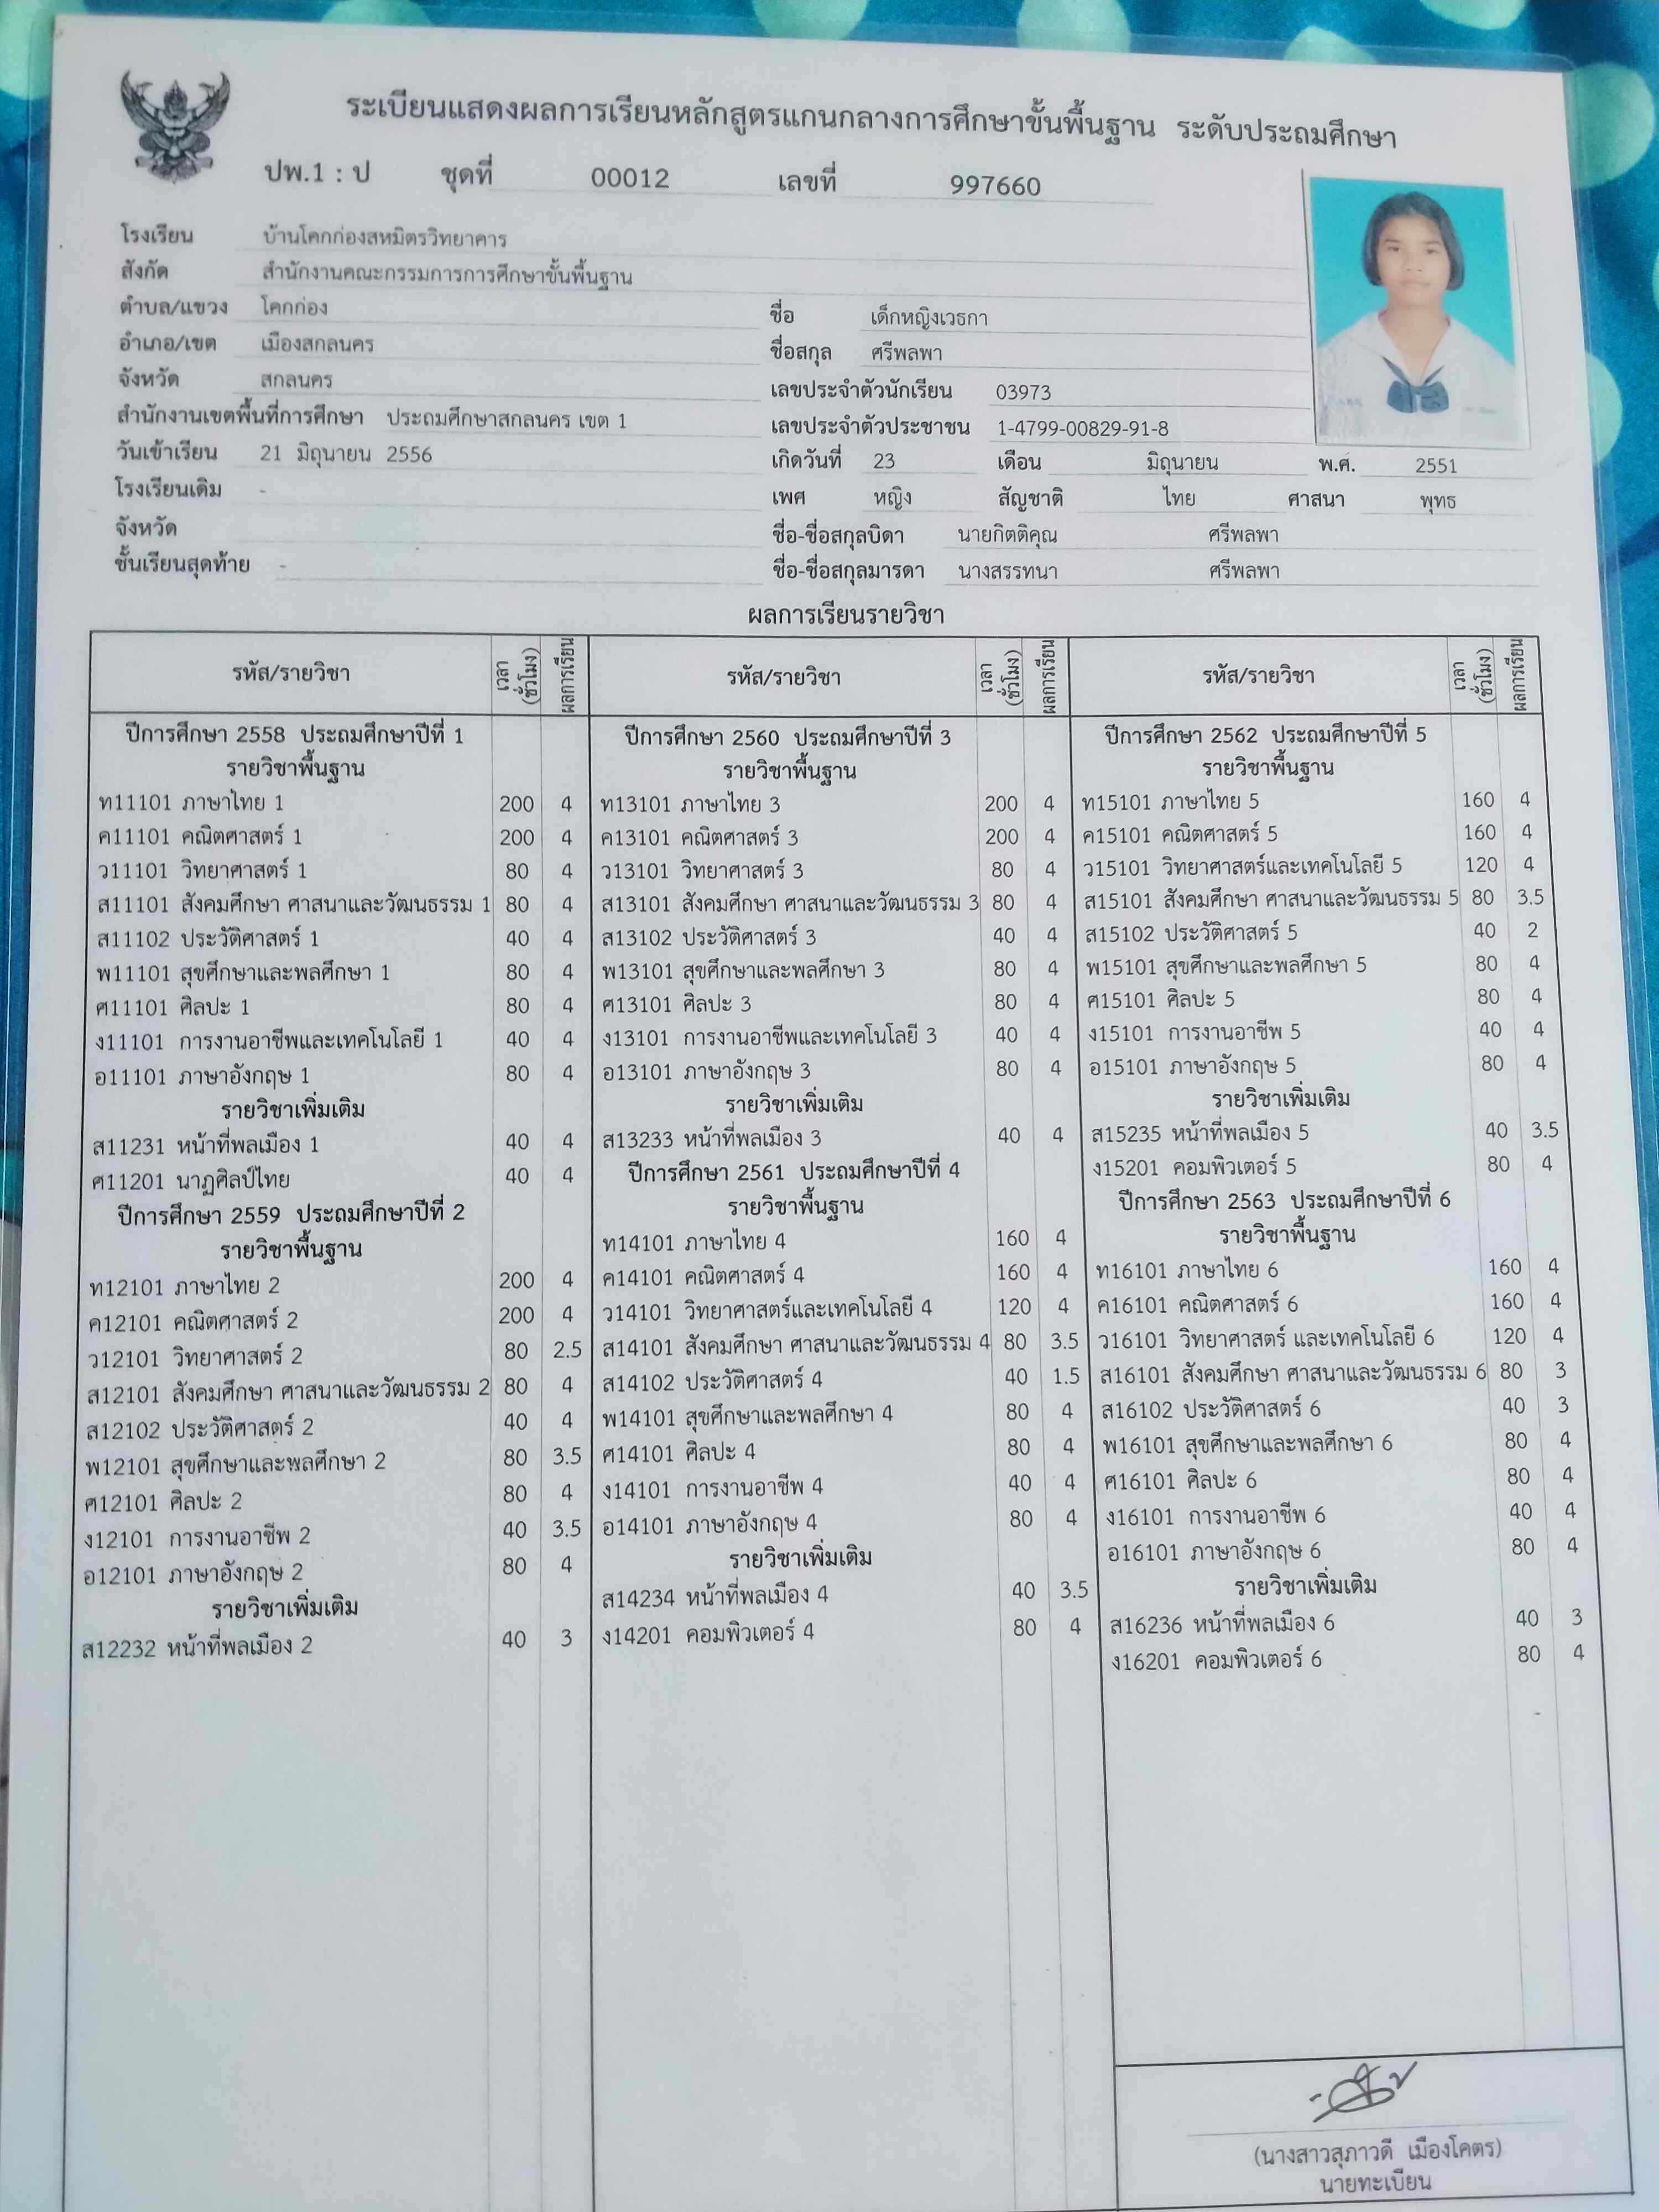 ระเบียนแสดงผลการเรียนหลักสูตรแกนกลางการศึกษาขั้นพื้นฐาน ระดับประถมศึกษา
ปพ.1 : ป ชุดที่ 00012 เลขที่ 997660
โรงเรียน บ้านโคกก่องสหมิตรวิทยาคาร
สังกัด สำนักงานคณะกรรมการการศึกษาขั้นพื้นฐาน
ตำบล/แขวง โคกก่อง
อำเภอ/เขต เมืองสกลนคร
จังหวัด สกลนคร
สำนักงานเขตพื้นที่การศึกษา ประถมศึกษาสกลนคร เขต 1
วันเข้าเรียน 21 มิถุนายน 2556
โรงเรียนเดิม -
จังหวัด
ชั้นเรียนสุดท้าย -
ชื่อ เด็กหญิงเวธกา
ชื่อสกุล ศรีพลพา
เลขประจำตัวนักเรียน 03973
เลขประจำตัวประชาชน 1-4799-00829-91-8
เกิดวันที่ 23 เดือน มิถุนายน พ.ศ. 2551
เพศ หญิง สัญชาติ ไทย ศาสนา พุทธ
ชื่อ-ชื่อสกุลบิดา นายกิตติคุณ ศรีพลพา
ชื่อ-ชื่อสกุลมารดา นางสรรทนา ศรีพลพา
ผลการเรียนรายวิชา
รหัส/รายวิชา เวลา (ชั่วโมง) ผลการเรียน
ปีการศึกษา 2558 ประถมศึกษาปีที่ 1
รายวิชาพื้นฐาน
ท11101 ภาษาไทย 1 200 4
ค11101 คณิตศาสตร์ 1 200 4
ว11101 วิทยาศาสตร์ 1 80 4
ส11101 สังคมศึกษา ศาสนาและวัฒนธรรม 1 80 4
ส11102 ประวัติศาสตร์ 1 40 4
พ11101 สุขศึกษาและพลศึกษา 1 80 4
ศ11101 ศิลปะ 1 80 4
ง11101 การงานอาชีพและเทคโนโลยี 1 40 4
อ11101 ภาษาอังกฤษ 1 80 4
รายวิชาเพิ่มเติม
ส11231 หน้าที่พลเมือง 1 40 4
ศ11201 นาฏศิลป์ไทย 40 4
ปีการศึกษา 2559 ประถมศึกษาปีที่ 2
รายวิชาพื้นฐาน
ท12101 ภาษาไทย 2 200 4
ค12101 คณิตศาสตร์ 2 200 4
ว12101 วิทยาศาสตร์ 2 80 2.5
ส12101 สังคมศึกษา ศาสนาและวัฒนธรรม 2 80 4
ส12102 ประวัติศาสตร์ 2 40 4
พ12101 สุขศึกษาและพลศึกษา 2 80 3.5
ศ12101 ศิลปะ 2 80 4
ง12101 การงานอาชีพ 2 40 3.5
อ12101 ภาษาอังกฤษ 2 80 4
รายวิชาเพิ่มเติม
ส12232 หน้าที่พลเมือง 2 40 3
รหัส/รายวิชา เวลา (ชั่วโมง) ผลการเรียน
ปีการศึกษา 2560 ประถมศึกษาปีที่ 3
รายวิชาพื้นฐาน
ท13101 ภาษาไทย 3 200 4
ค13101 คณิตศาสตร์ 3 200 4
ว13101 วิทยาศาสตร์ 3 80 4
ส13101 สังคมศึกษา ศาสนาและวัฒนธรรม 3 80 4
ส13102 ประวัติศาสตร์ 3 40 4
พ13101 สุขศึกษาและพลศึกษา 3 80 4
ศ13101 ศิลปะ 3 80 4
ง13101 การงานอาชีพและเทคโนโลยี 3 40 4
อ13101 ภาษาอังกฤษ 3 80 4
รายวิชาเพิ่มเติม
ส13233 หน้าที่พลเมือง 3 40 4
ปีการศึกษา 2561 ประถมศึกษาปีที่ 4
รายวิชาพื้นฐาน
ท14101 ภาษาไทย 4 160 4
ค14101 คณิตศาสตร์ 4 160 4
ว14101 วิทยาศาสตร์และเทคโนโลยี 4 120 4
ส14101 สังคมศึกษา ศาสนาและวัฒนธรรม 4 80 3.5
ส14102 ประวัติศาสตร์ 4 40 1.5
พ14101 สุขศึกษาและพลศึกษา 4 80 4
ศ14101 ศิลปะ 4 80 4
ง14101 การงานอาชีพ 4 40 4
อ14101 ภาษาอังกฤษ 4 80 4
รายวิชาเพิ่มเติม
ส14234 หน้าที่พลเมือง 4 40 3.5
ง14201 คอมพิวเตอร์ 4 80 4
รหัส/รายวิชา เวลา (ชั่วโมง) ผลการเรียน
ปีการศึกษา 2562 ประถมศึกษาปีที่ 5
รายวิชาพื้นฐาน
ท15101 ภาษาไทย 5 160 4
ค15101 คณิตศาสตร์ 5 160 4
ว15101 วิทยาศาสตร์และเทคโนโลยี 5 120 4
ส15101 สังคมศึกษา ศาสนาและวัฒนธรรม 5 80 3.5
ส15102 ประวัติศาสตร์ 5 40 2
พ15101 สุขศึกษาและพลศึกษา 5 80 4
ศ15101 ศิลปะ 5 80 4
ง15101 การงานอาชีพ 5 40 4
อ15101 ภาษาอังกฤษ 5 80 4
รายวิชาเพิ่มเติม
ส15235 หน้าที่พลเมือง 5 40 3.5
ง15201 คอมพิวเตอร์ 5 80 4
ปีการศึกษา 2563 ประถมศึกษาปีที่ 6
รายวิชาพื้นฐาน
ท16101 ภาษาไทย 6 160 4
ค16101 คณิตศาสตร์ 6 160 4
ว16101 วิทยาศาสตร์ และเทคโนโลยี 6 120 4
ส16101 สังคมศึกษา ศาสนาและวัฒนธรรม 6 80 3
ส16102 ประวัติศาสตร์ 6 40 3
พ16101 สุขศึกษาและพลศึกษา 6 80 4
ศ16101 ศิลปะ 6 80 4
ง16101 การงานอาชีพ 6 40 4
อ16101 ภาษาอังกฤษ 6 80 4
รายวิชาเพิ่มเติม
ส16236 หน้าที่พลเมือง 6 40 3
ง16201 คอมพิวเตอร์ 6 80 4
(นางสาวสุภาวดี เมืองโคตร)
นายทะเบียน